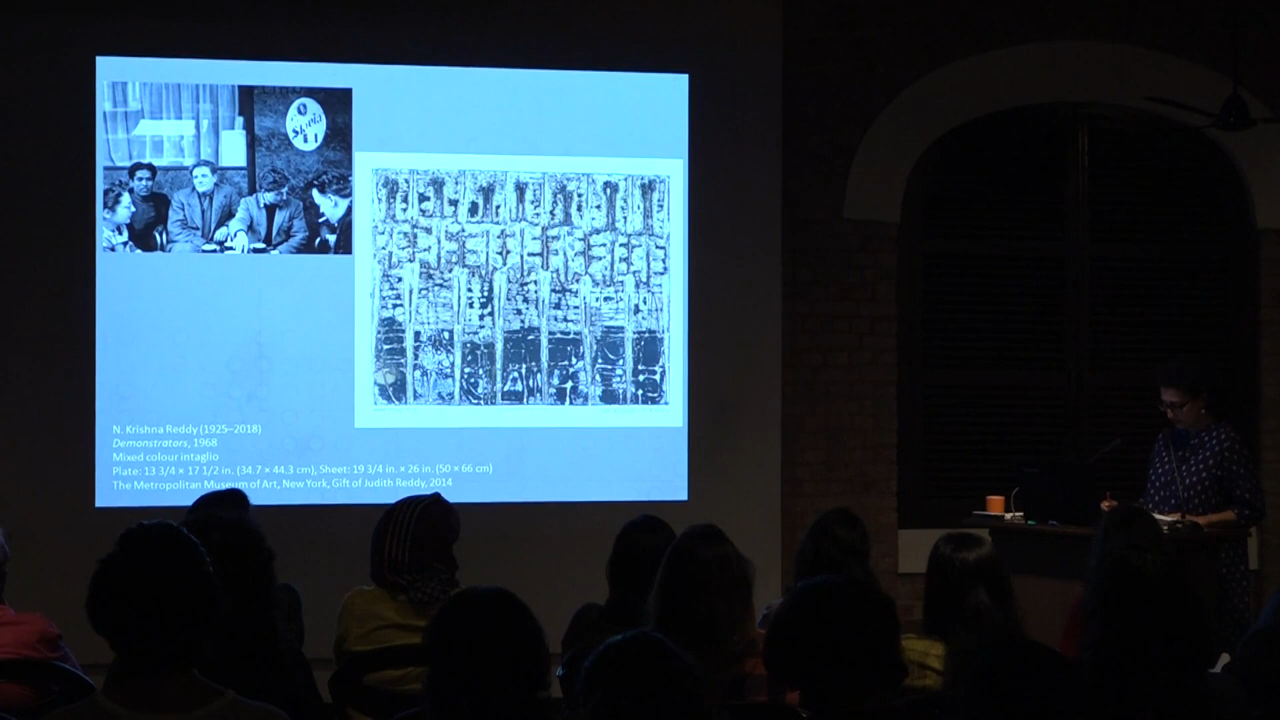 N. Krishna Reddy (1925–2018)
Demonstrators, 1968
Mixed colour intaglio
Plate: 13 3/4 × 17 1/2 in. (34.7 × 44.3 cm), Sheet: 19 3/4 in. × 26 in. (50 × 66 cm)
The Metropolitan Museum of Art, New York, Gift of Judith Reddy, 2014